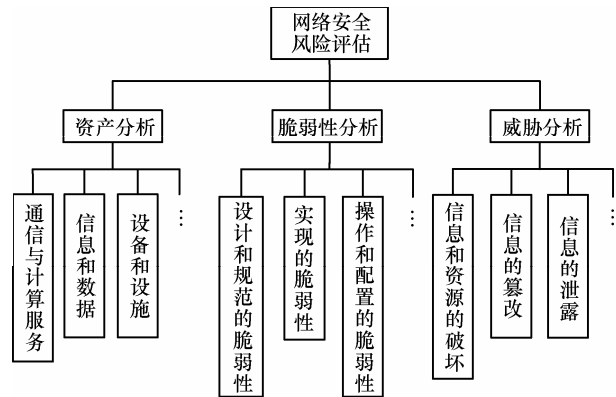 网络安全
风险评估
资产分析
脆弱性分析
威胁分析
通信与计算服务
信息和数据
设备和设施
…
设计和规范的脆弱性
实现的脆弱性
操作和配置的脆弱性
…
信息和资源的破坏
信息的篡改
信息的泄露
…